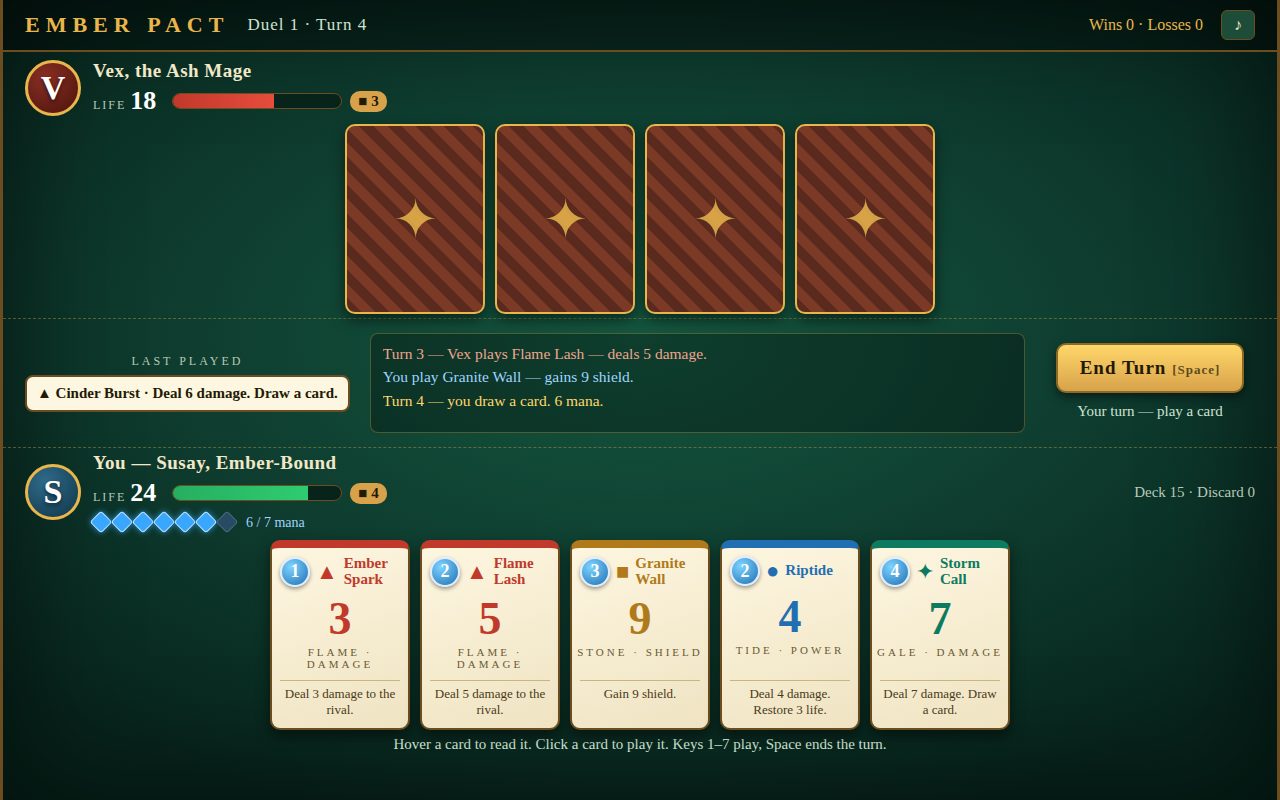 EMBER PACT Duel 1 · Turn 4 Wins 0 · Losses 0 ♪
V Vex, the Ash Mage
LIFE 18 ■ 3
LAST PLAYED
▲ Cinder Burst · Deal 6 damage. Draw a card.
Turn 3 — Vex plays Flame Lash — deals 5 damage.
You play Granite Wall — gains 9 shield.
Turn 4 — you draw a card. 6 mana.
End Turn [Space]
Your turn — play a card
S You — Susay, Ember-Bound
LIFE 24 ■ 4
6 / 7 mana
Deck 15 · Discard 0
1 ▲ Ember
Spark
3
FLAME ·
DAMAGE
Deal 3 damage to the
rival.
2 ▲ Flame
Lash
5
FLAME ·
DAMAGE
Deal 5 damage to the
rival.
3 ■ Granite
Wall
9
STONE · SHIELD
Gain 9 shield.
2 ● Riptide
4
TIDE · POWER
Deal 4 damage.
Restore 3 life.
4 ✦ Storm
Call
7
GALE · DAMAGE
Deal 7 damage. Draw
a card.
Hover a card to read it. Click a card to play it. Keys 1–7 play, Space ends the turn.